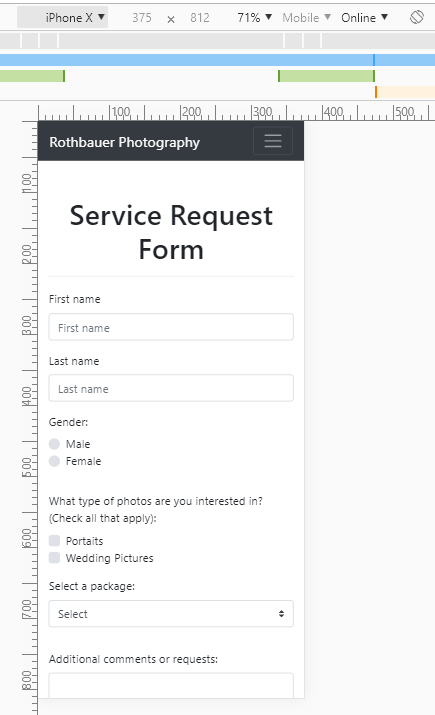 iPhone X ▼ 375 × 812 71% ▼ Mobile ▼ Online ▼
100 200 300 400 500
100
200
300
400
500
600
700
800
Rothbauer Photography
Service Request
Form
First name
First name
Last name
Last name
Gender:
Male
Female
What type of photos are you interested in?
(Check all that apply):
Portaits
Wedding Pictures
Select a package:
Select
Additional comments or requests: